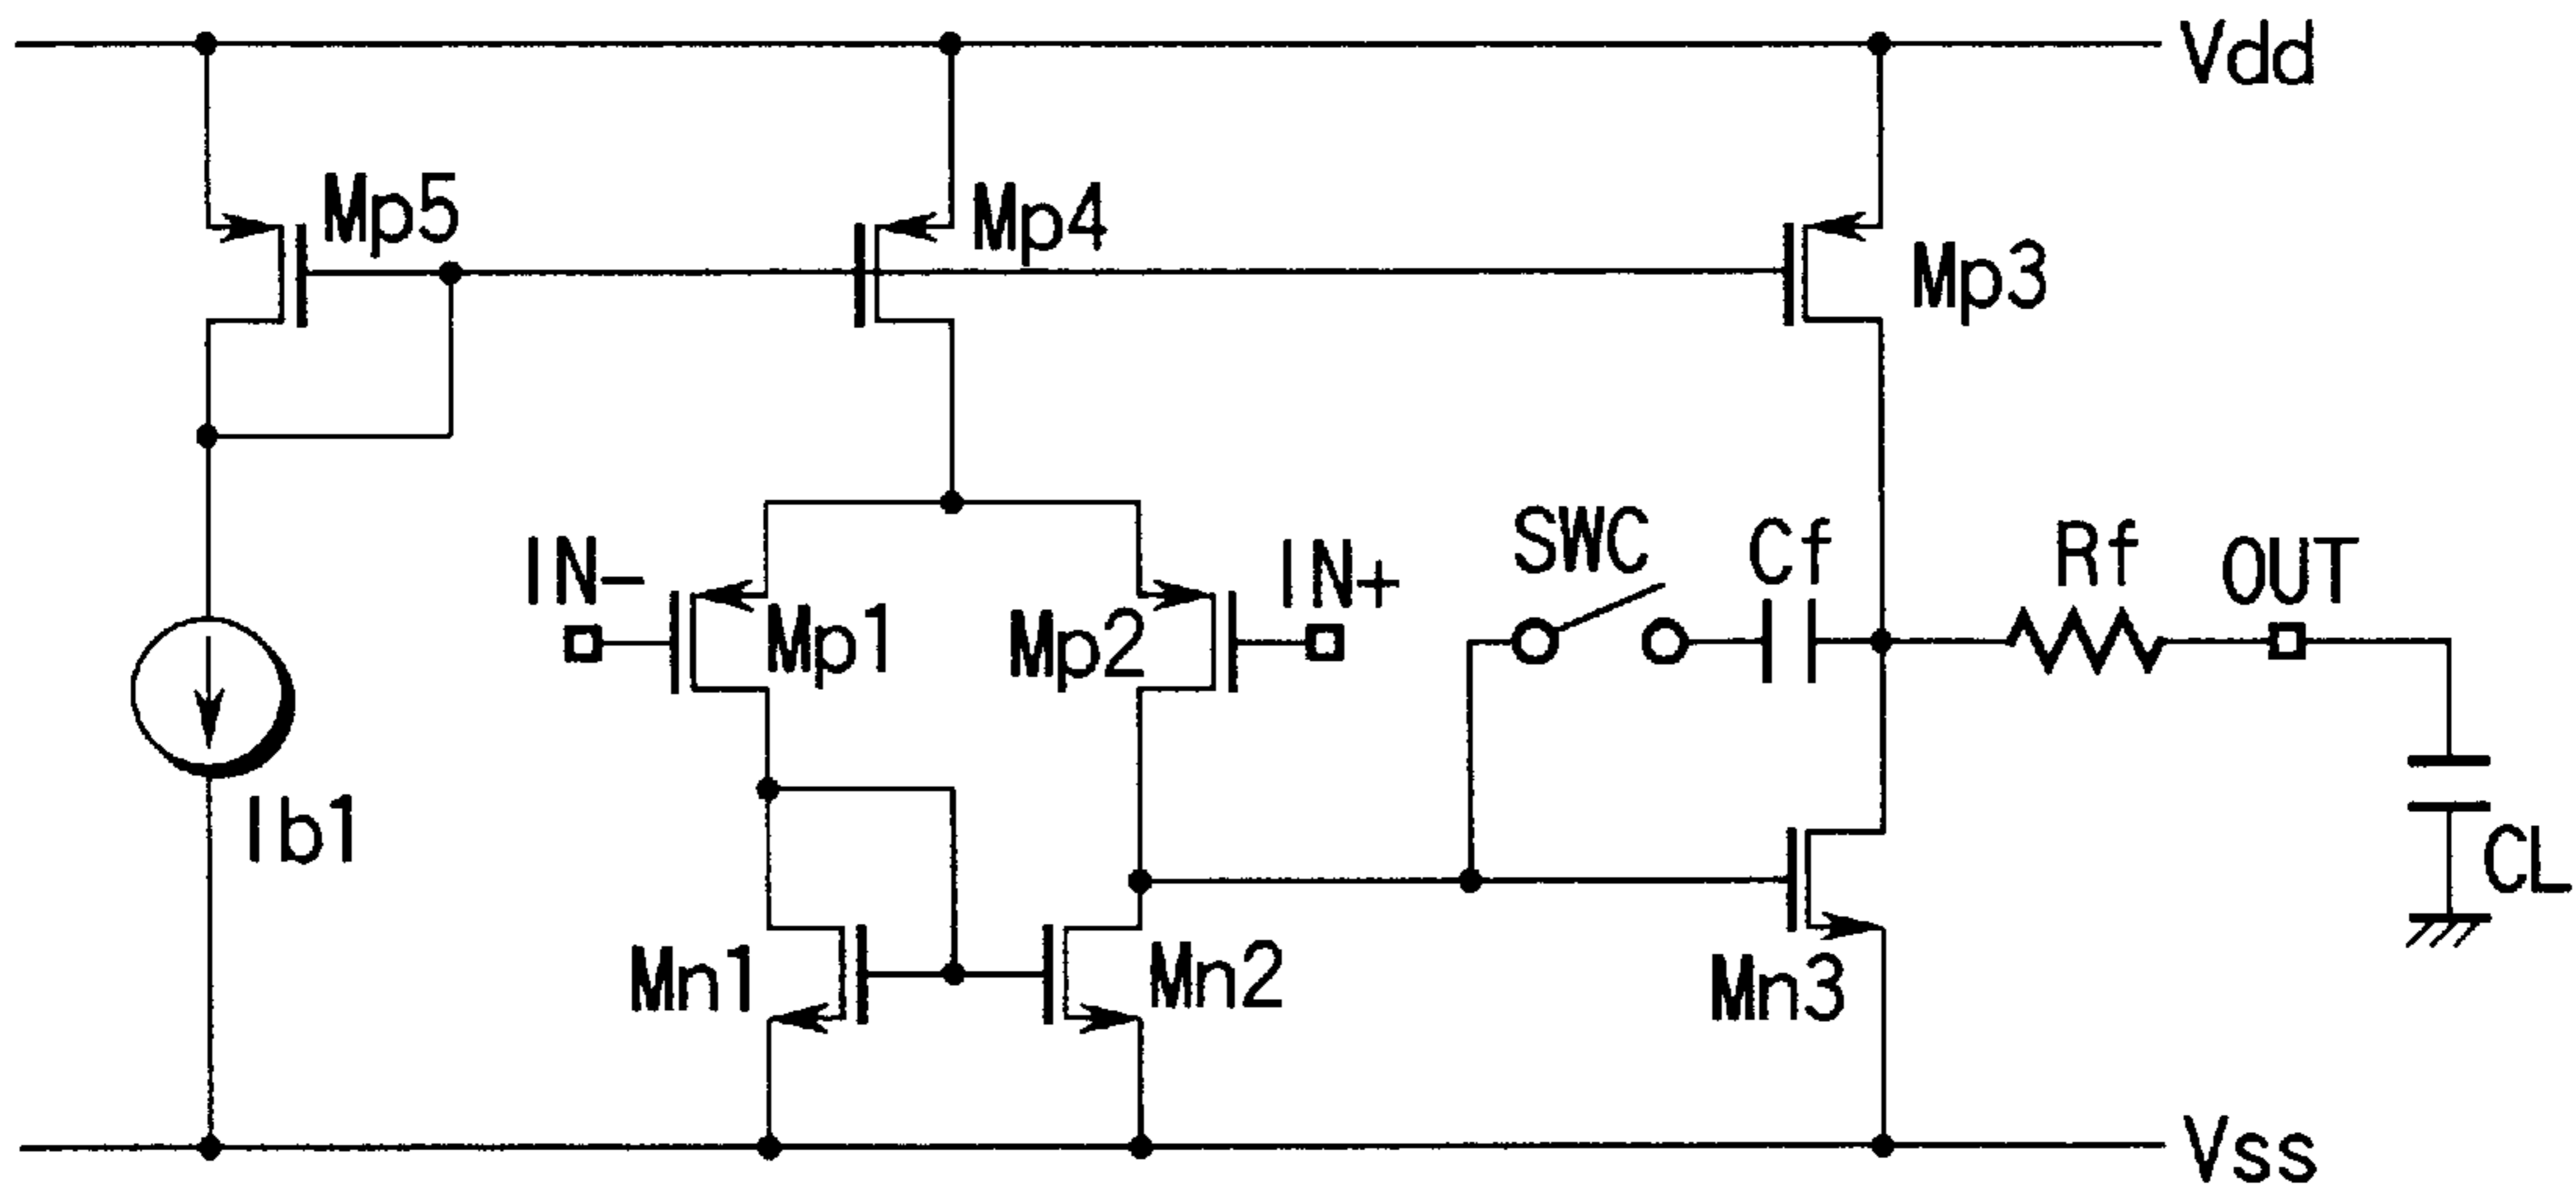 Vdd
Mp5
Mp4
Mp3
IN-
Mp1
Mp2
IN+
SWC
Cf
Rf
OUT
Ib1
CL
Mn1
Mn2
Mn3
Vss